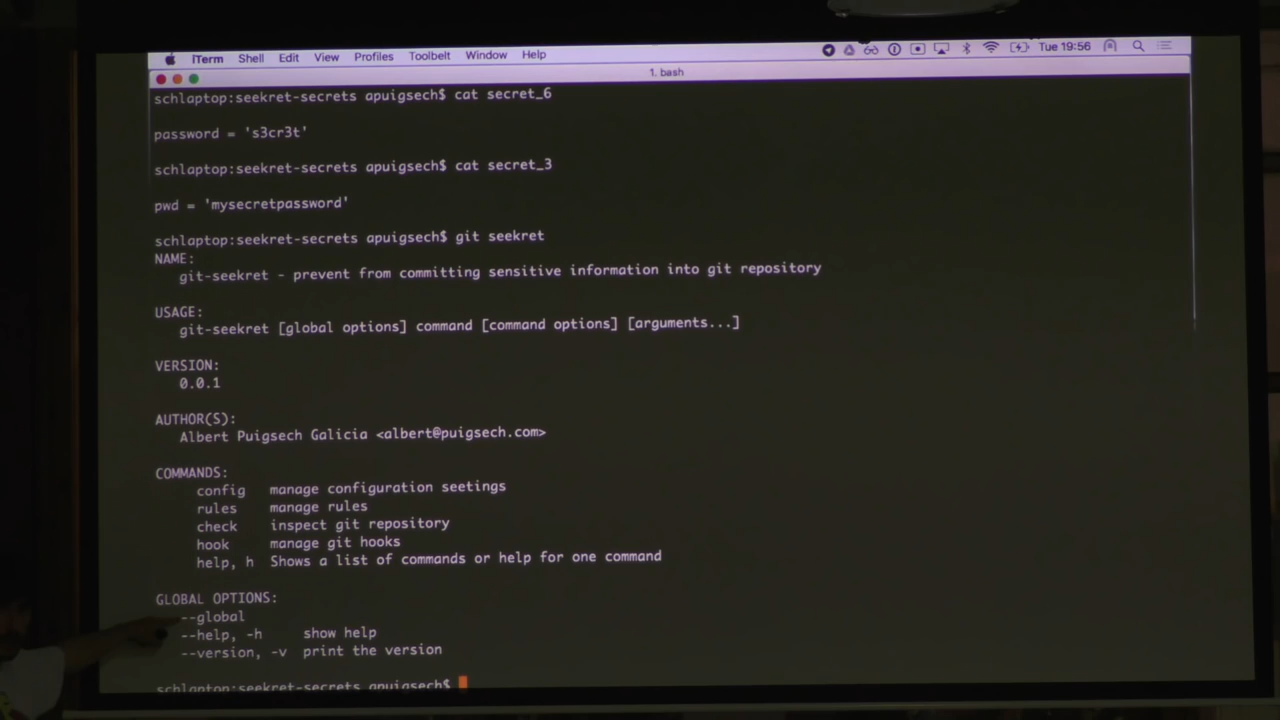 iTerm Shell Edit View Profiles Toolbelt Window Help Tue 19:56
1. bash
schlaptop:seekret-secrets apuigsech$ cat secret_6
password = 's3cr3t'
schlaptop:seekret-secrets apuigsech$ cat secret_3
pwd = 'mysecretpassword'
schlaptop:seekret-secrets apuigsech$ git seekret
NAME:
git-seekret - prevent from committing sensitive information into git repository
USAGE:
git-seekret [global options] command [command options] [arguments...]
VERSION:
0.0.1
AUTHOR(S):
Albert Puigsech Galicia <albert@puigsech.com>
COMMANDS:
config manage configuration seetings
rules manage rules
check inspect git repository
hook manage git hooks
help, h Shows a list of commands or help for one command
GLOBAL OPTIONS:
--global
--help, -h show help
--version, -v print the version
schlaptop:seekret-secrets apuigsech$